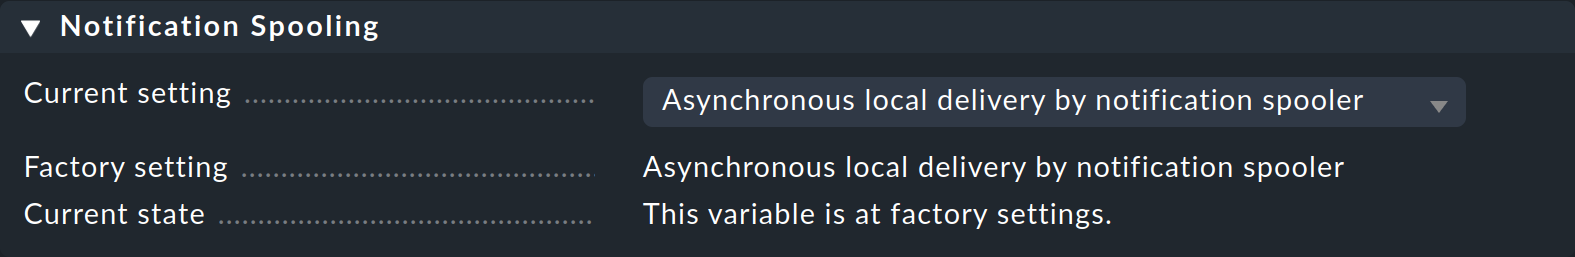 Notification Spooling
Current setting Asynchronous local delivery by notification spooler
Factory setting Asynchronous local delivery by notification spooler
Current state This variable is at factory settings.